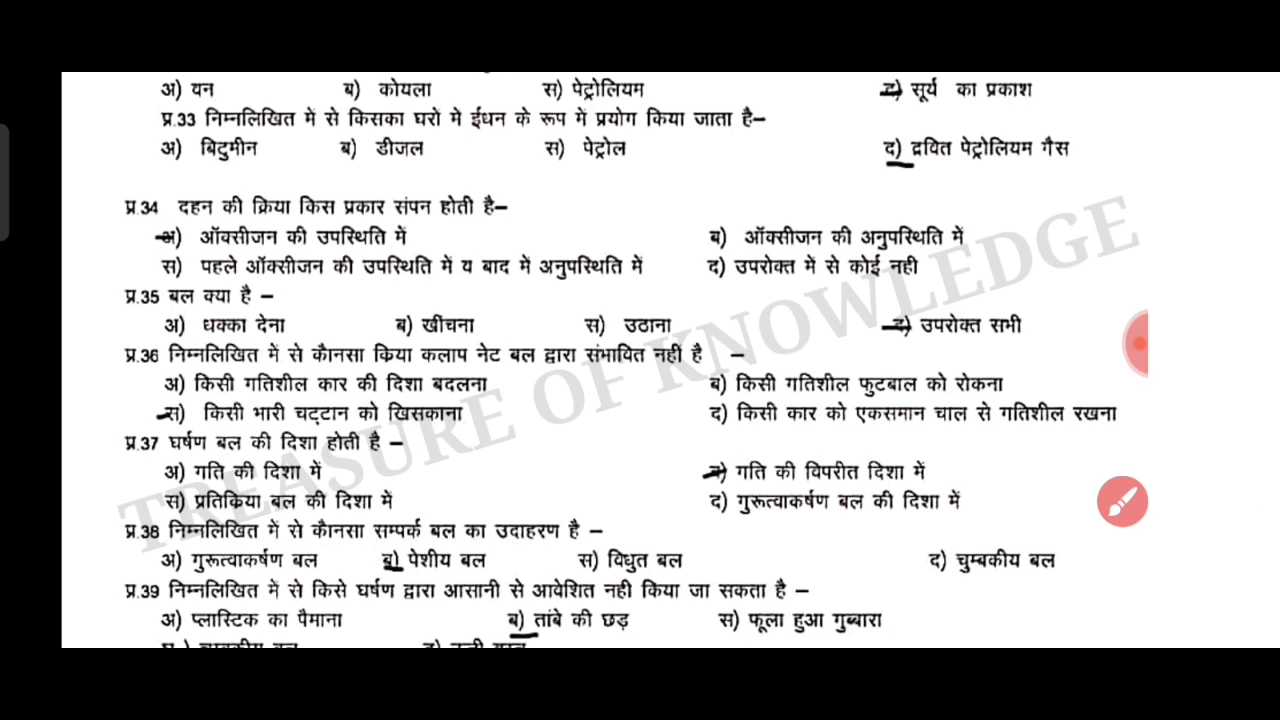 अ) वन ब) कोयला स) पेट्रोलियम द) सूर्य का प्रकाश
प्र.33 निम्नलिखित में से किसका घरों मे ईंधन के रूप में प्रयोग किया जाता है–
अ) बिटुमीन ब) डीजल स) पेट्रोल द) द्रवित पेट्रोलियम गैस
प्र.34 दहन की क्रिया किस प्रकार संपन होती है–
अ) ऑक्सीजन की उपस्थिति में ब) ऑक्सीजन की अनुपस्थिति में
स) पहले ऑक्सीजन की उपस्थिति में य बाद में अनुपस्थिति में द) उपरोक्त में से कोई नही
प्र.35 बल क्या है –
अ) धक्का देना ब) खींचना स) उठाना द) उपरोक्त सभी
प्र.36 निम्नलिखित में से कौनसा क्रिया कलाप नेट बल द्वारा संभावित नही है –
अ) किसी गतिशील कार की दिशा बदलना ब) किसी गतिशील फुटबाल को रोकना
स) किसी भारी चट्टान को खिसकाना द) किसी कार को एकसमान चाल से गतिशील रखना
प्र.37 घर्षण बल की दिशा होती है –
अ) गति की दिशा में ब) गति की विपरीत दिशा में
स) प्रतिकिया बल की दिशा में द) गुरूत्वाकर्षण बल की दिशा में
प्र.38 निम्नलिखित में से कौनसा सम्पर्क बल का उदाहरण है –
अ) गुरूत्वाकर्षण बल ब) पेशीय बल स) विधुत बल द) चुम्बकीय बल
प्र.39 निम्नलिखित में से किसे घर्षण द्वारा आसानी से आवेशित नही किया जा सकता है –
अ) प्लास्टिक का पैमाना ब) तांबे की छड़ स) फूला हुआ गुब्बारा
TREASURE OF KNOWLEDGE